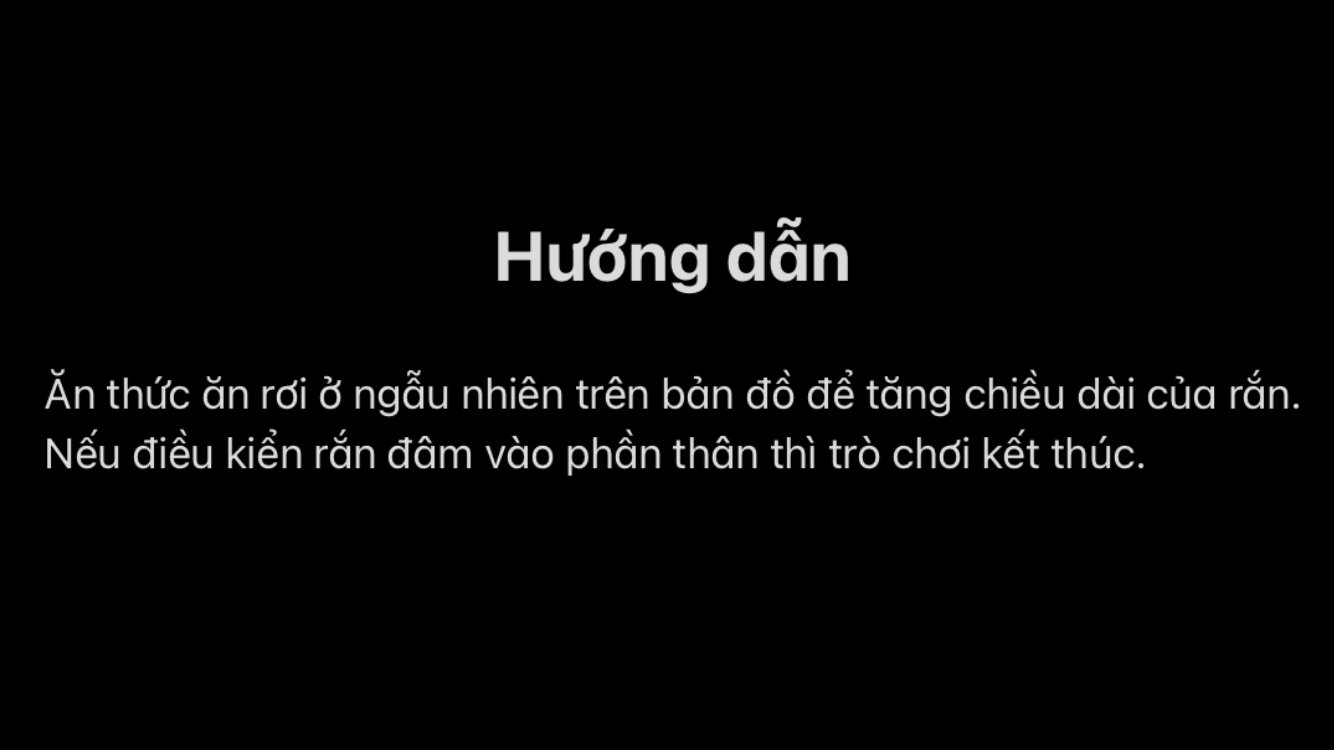 Hướng dẫn
Ăn thức ăn rơi ở ngẫu nhiên trên bản đồ để tăng chiều dài của rắn.
Nếu điều kiển rắn đâm vào phần thân thì trò chơi kết thúc.